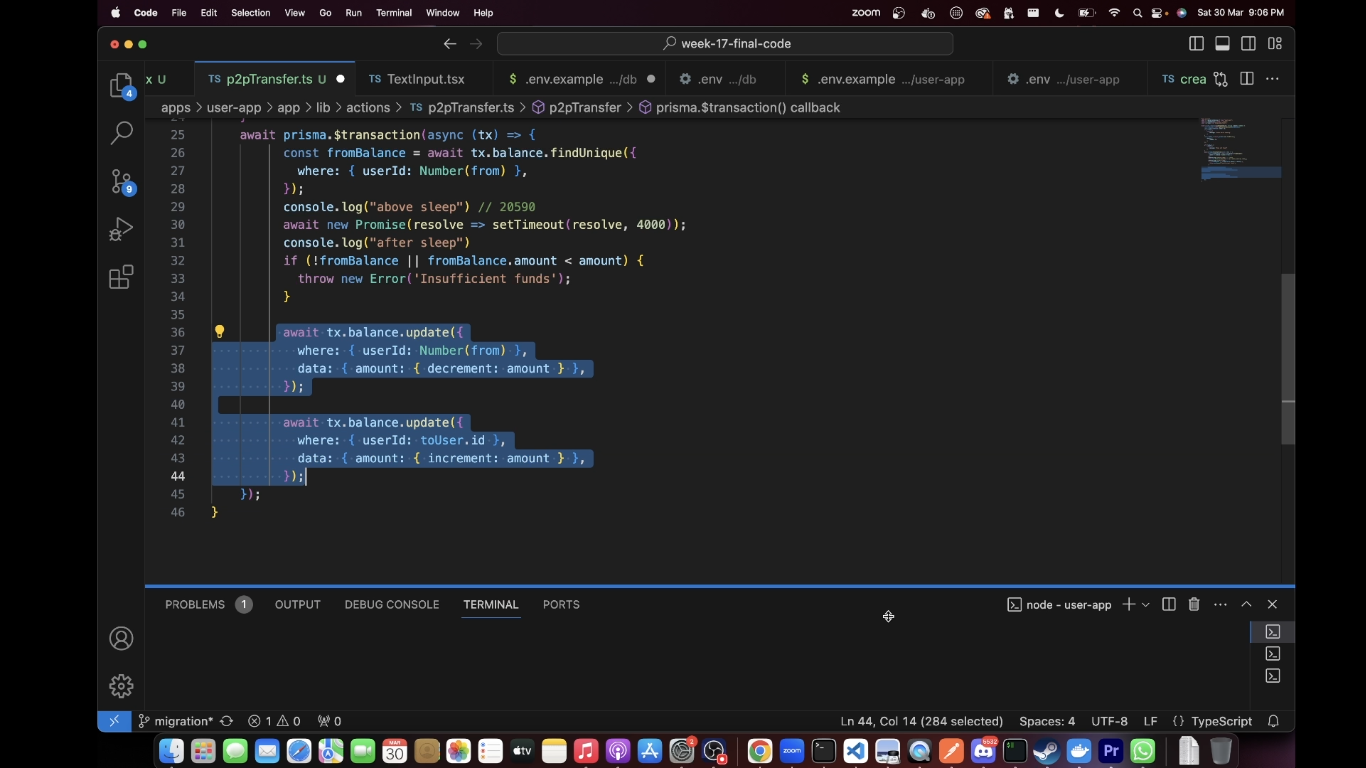 Code File Edit Selection View Go Run Terminal Window Help zoom Sat 30 Mar 9:06 PM
week-17-final-code
x U TS p2pTransfer.ts U TS TextInput.tsx $ .env.example .../db .env .../db $ .env.example .../user-app .env .../user-app TS crea
apps > user-app > app > lib > actions > TS p2pTransfer.ts > p2pTransfer > prisma.$transaction() callback
24 }
25 await prisma.$transaction(async (tx) => {
26 const fromBalance = await tx.balance.findUnique({
27 where: { userId: Number(from) },
28 });
29 console.log("above sleep") // 20590
30 await new Promise(resolve => setTimeout(resolve, 4000));
31 console.log("after sleep")
32 if (!fromBalance || fromBalance.amount < amount) {
33 throw new Error('Insufficient funds');
34 }
35
36 await tx.balance.update({
37 where: { userId: Number(from) },
38 data: { amount: { decrement: amount } },
39 });
40
41 await tx.balance.update({
42 where: { userId: toUser.id },
43 data: { amount: { increment: amount } },
44 });
45 });
46 }
4
9
PROBLEMS 1 OUTPUT DEBUG CONSOLE TERMINAL PORTS node - user-app
migration* 1 0 0 Ln 44, Col 14 (284 selected) Spaces: 4 UTF-8 LF {} TypeScript
MAR 30 tv 2 zoom 5632 Pr